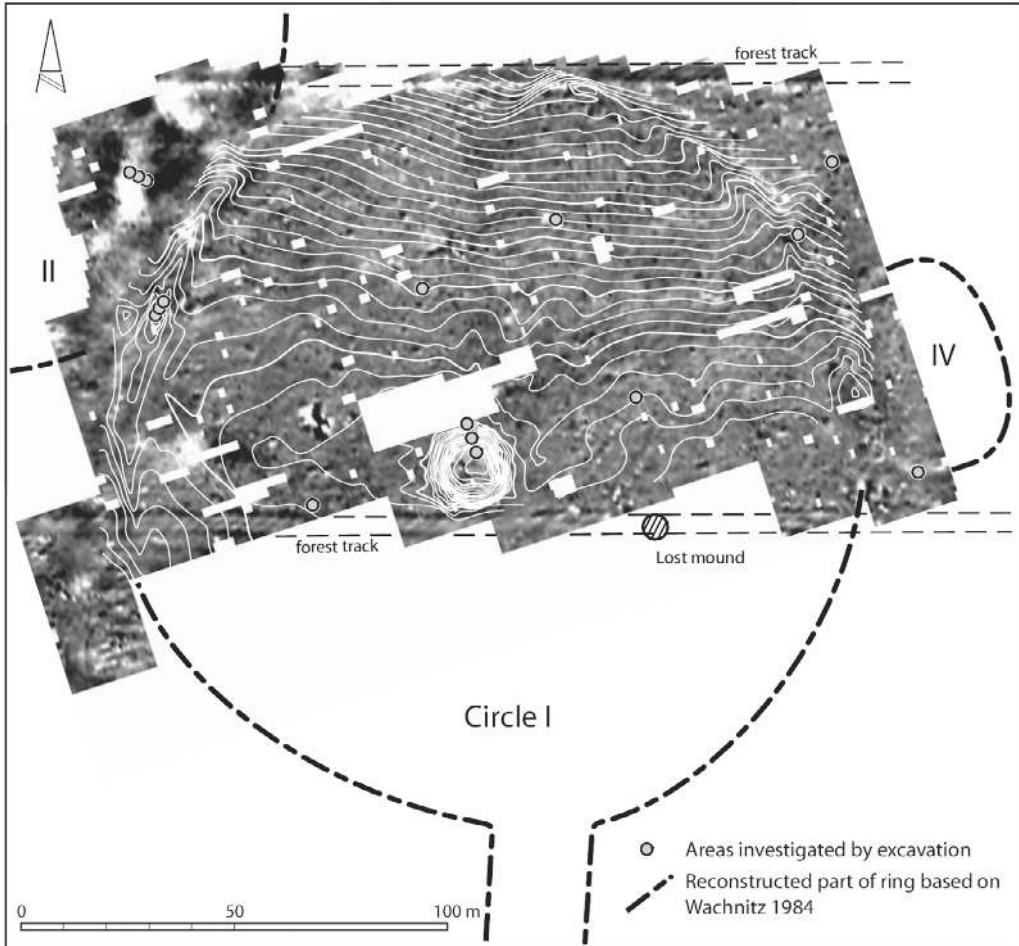 N
forest track
II
IV
forest track
Lost mound
Circle I
Areas investigated by excavation
Reconstructed part of ring based on
Wachnitz 1984
0 50 100 m